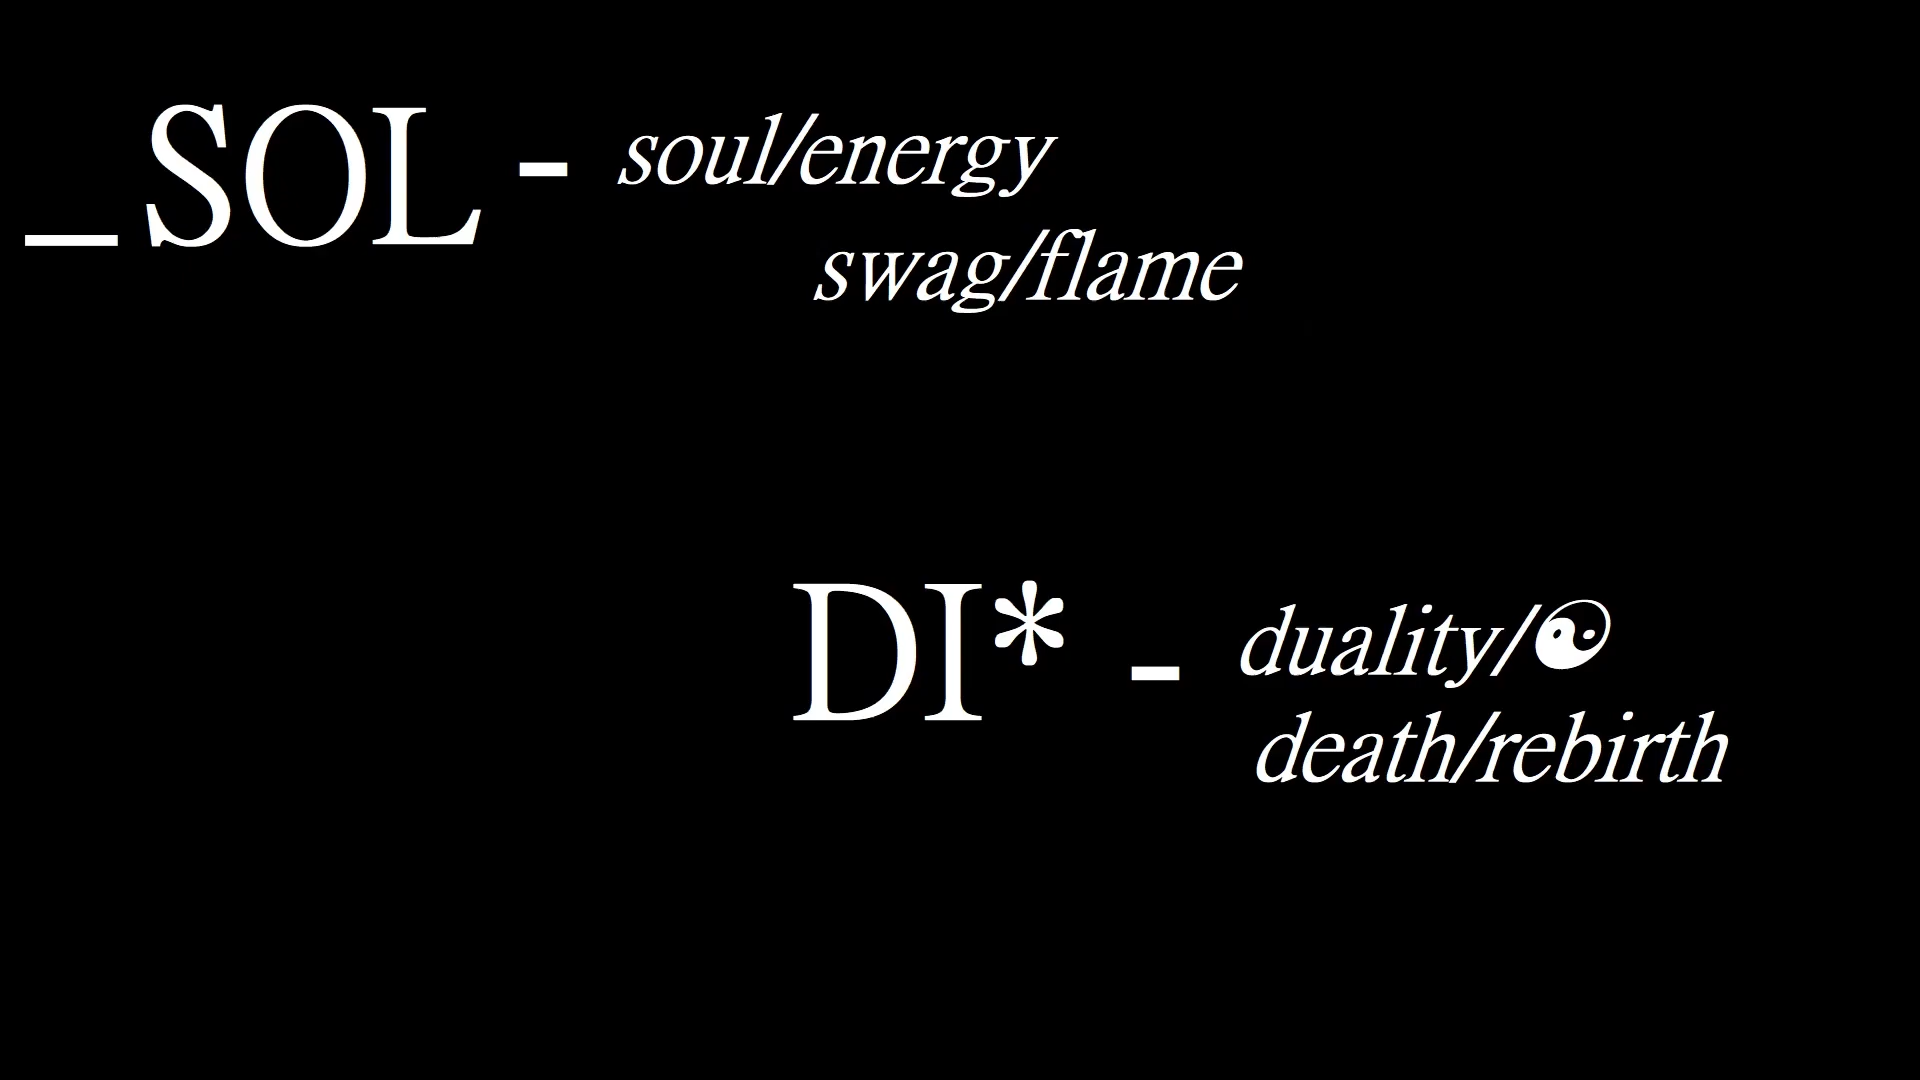 _SOL - soul/energy
swag/flame
DI* - duality/☯
death/rebirth